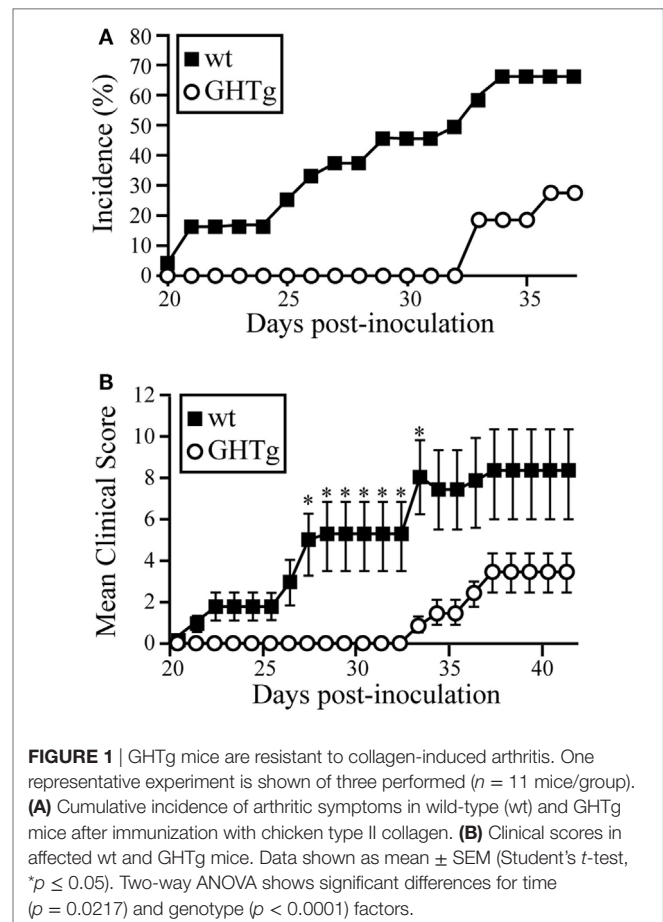 A
wt
GHTg
Incidence (%)
70
60
50
40
30
20
10
0
20 25 30 35
Days post-inoculation
B
wt
GHTg
Mean Clinical Score
12
10
8
6
4
2
0
* * * * * * *
20 25 30 35 40
Days post-inoculation
FIGURE 1 | GHTg mice are resistant to collagen-induced arthritis. One
representative experiment is shown of three performed (n = 11 mice/group).
(A) Cumulative incidence of arthritic symptoms in wild-type (wt) and GHTg
mice after immunization with chicken type II collagen. (B) Clinical scores in
affected wt and GHTg mice. Data shown as mean ± SEM (Student's t-test,
*p ≤ 0.05). Two-way ANOVA shows significant differences for time
(p = 0.0217) and genotype (p < 0.0001) factors.